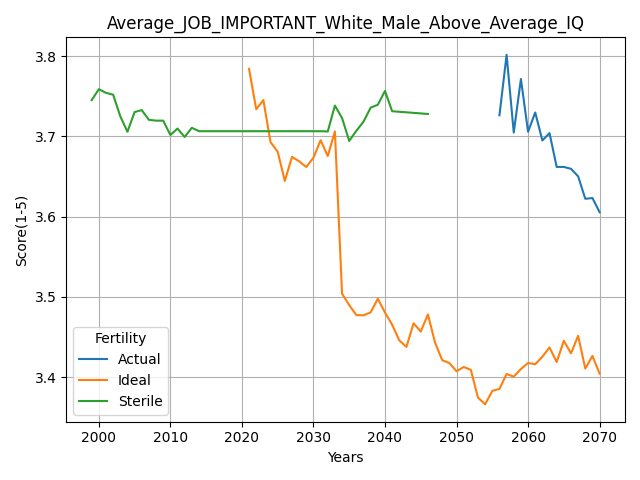 Average_JOB_IMPORTANT_White_Male_Above_Average_IQ
3.8
3.7
3.6
3.5
3.4
Score(1-5)
Fertility
Actual
Ideal
Sterile
2000 2010 2020 2030 2040 2050 2060 2070
Years